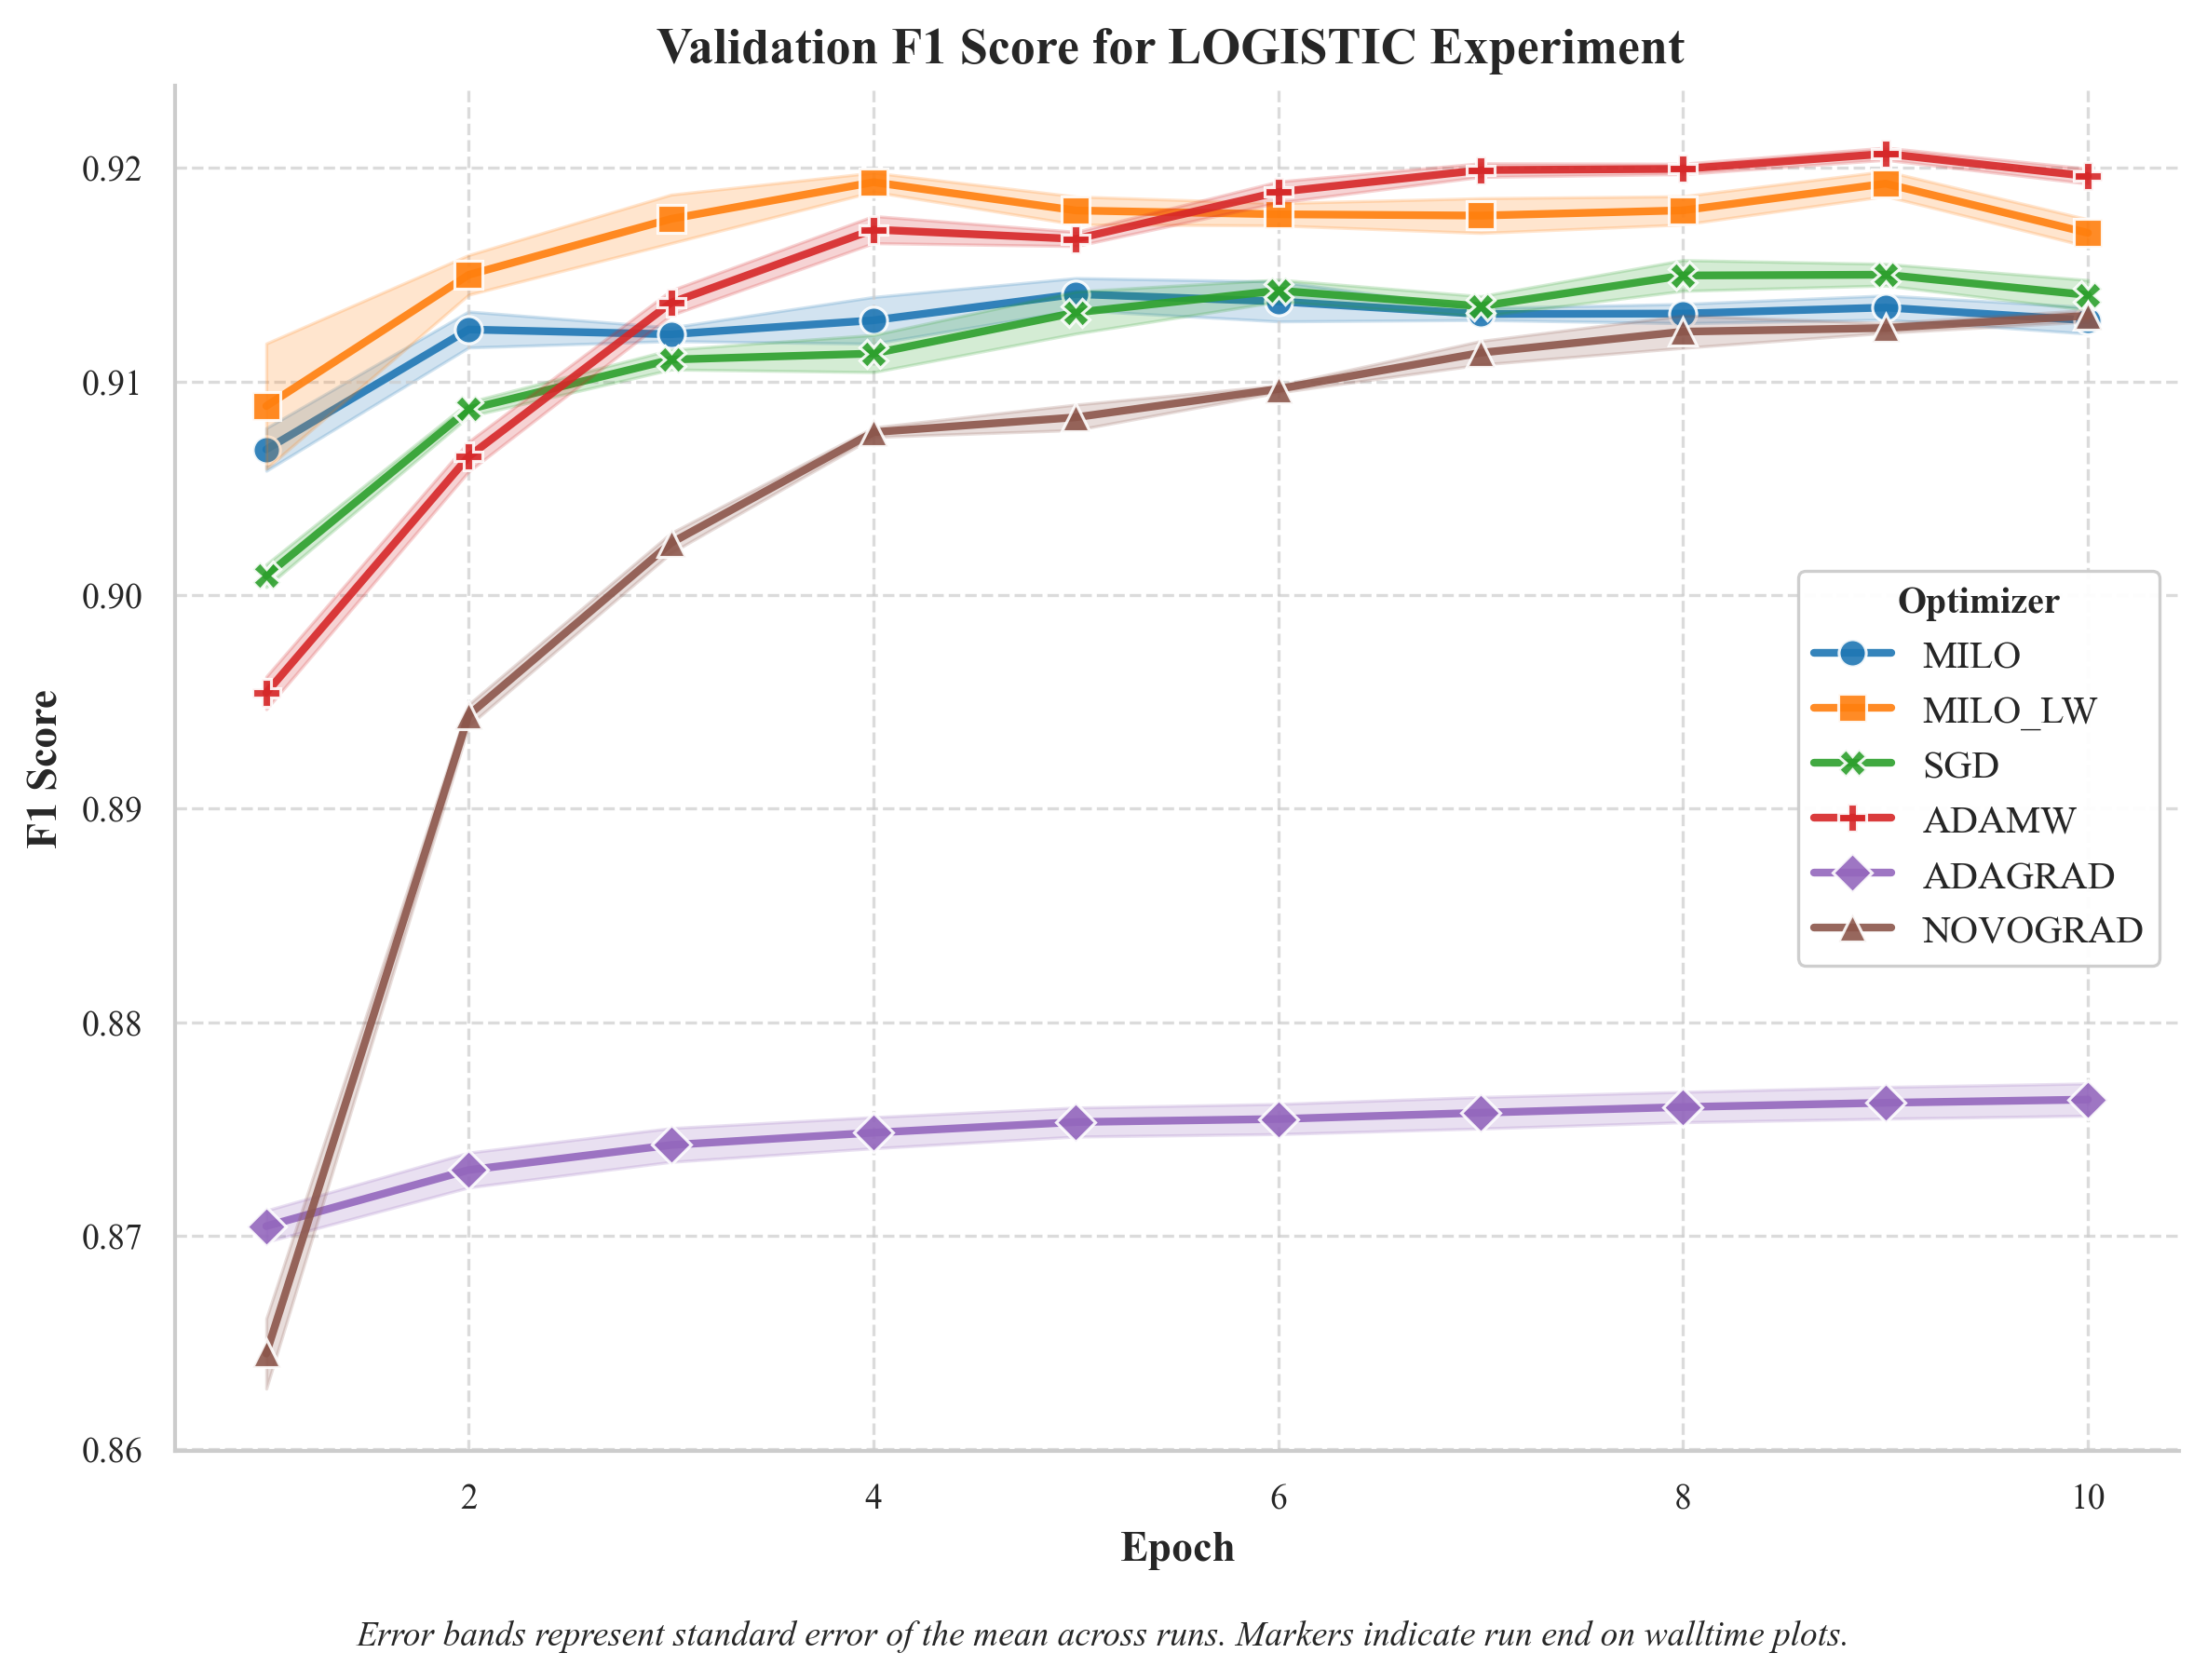 Validation F1 Score for LOGISTIC Experiment
F1 Score
0.92
0.91
0.90
0.89
0.88
0.87
0.86
Optimizer
MILO
MILO_LW
SGD
ADAMW
ADAGRAD
NOVOGRAD
2 4 6 8 10
Epoch
Error bands represent standard error of the mean across runs. Markers indicate run end on walltime plots.